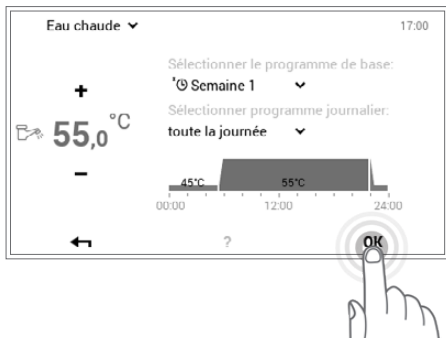 Eau chaude
17:00
Sélectionner le programme de base:
Semaine 1
Sélectionner programme journalier:
toute la journée
+
55,0°C
−
45°C
55°C
00:00
12:00
24:00
?
OK